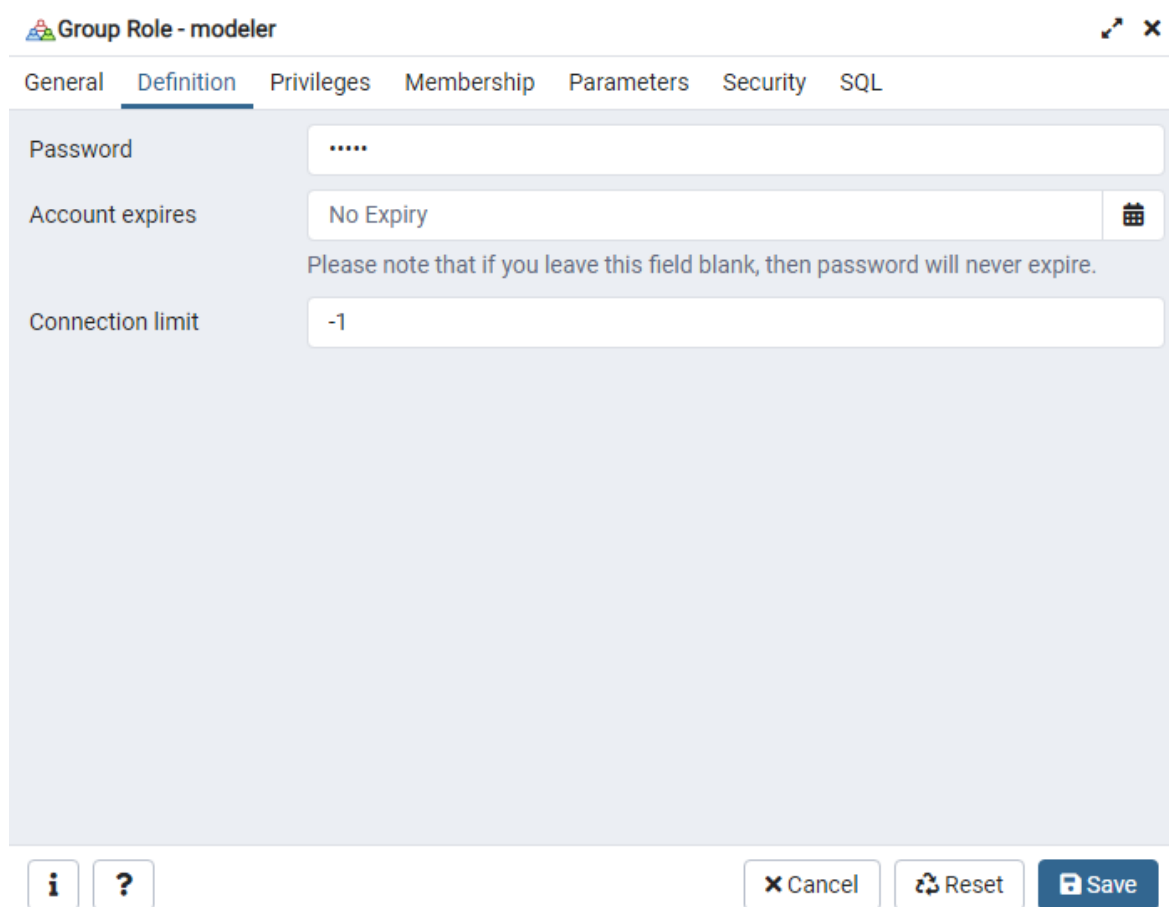 Group Role - modeler
General Definition Privileges Membership Parameters Security SQL
Password •••••
Account expires No Expiry
Please note that if you leave this field blank, then password will never expire.
Connection limit -1
i ? Cancel Reset Save